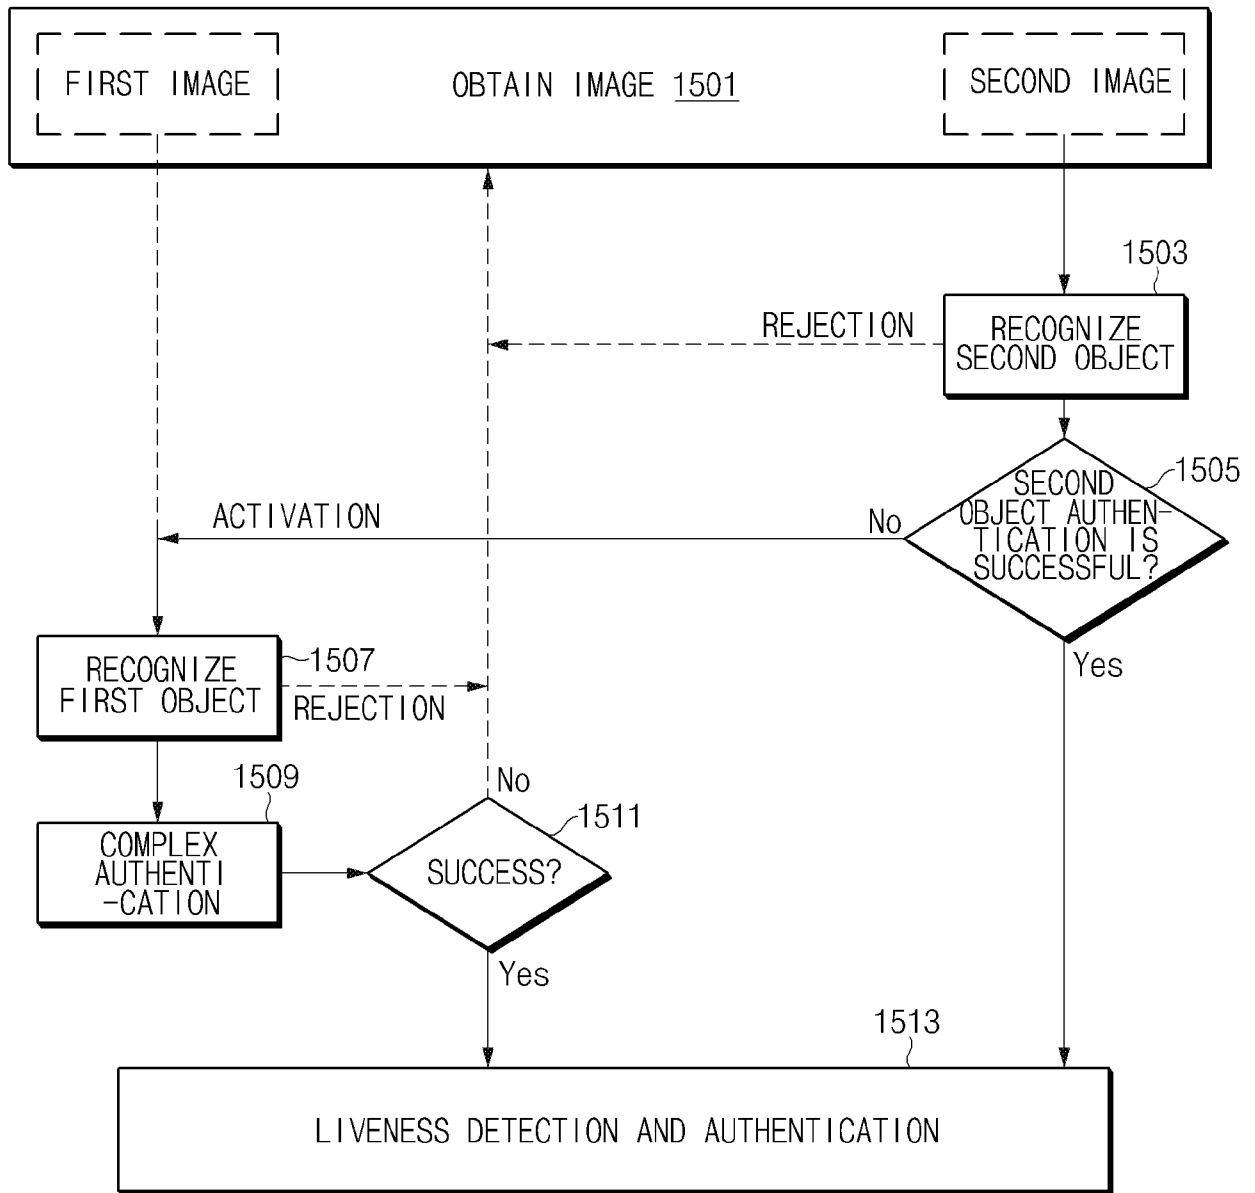 FIRST IMAGE
OBTAIN IMAGE 1501
SECOND IMAGE
1503
REJECTION
RECOGNIZE
SECOND OBJECT
1505
SECOND
OBJECT AUTHEN-
TICATION IS
SUCCESSFUL?
No
ACTIVATION
Yes
RECOGNIZE
FIRST OBJECT
1507
REJECTION
1509
No
1511
COMPLEX
AUTHENTI
-CATION
SUCCESS?
Yes
1513
LIVENESS DETECTION AND AUTHENTICATION